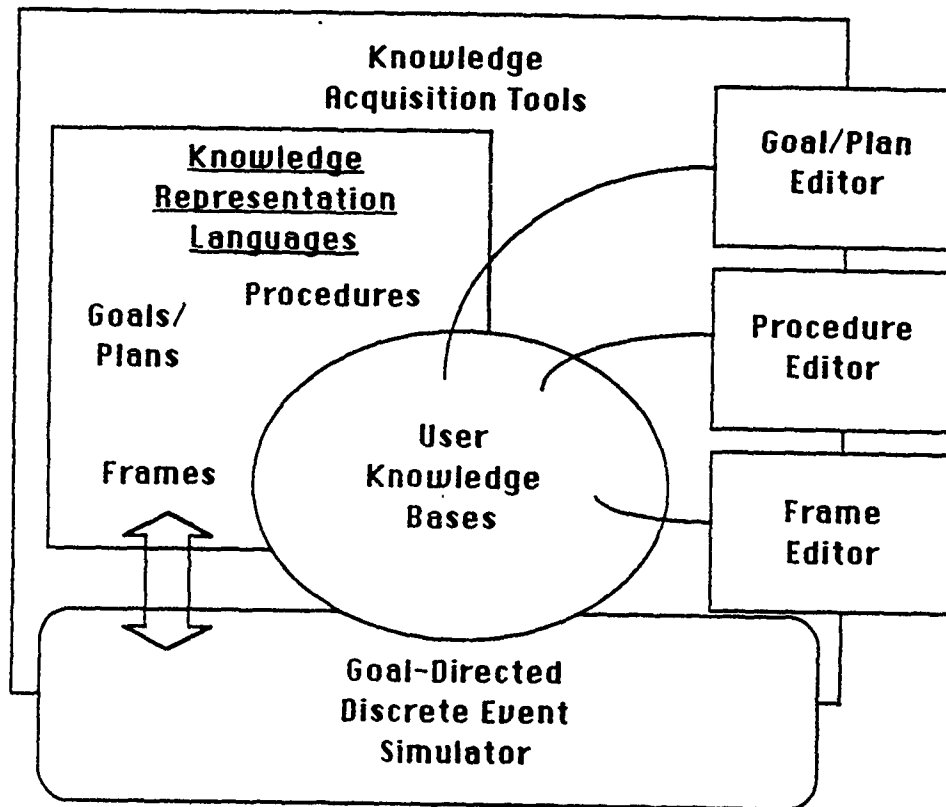 Knowledge
Acquisition Tools
Knowledge
Representation
Languages
Procedures
Goals/
Plans
Frames
User
Knowledge
Bases
Goal/Plan
Editor
Procedure
Editor
Frame
Editor
Goal-Directed
Discrete Event
Simulator